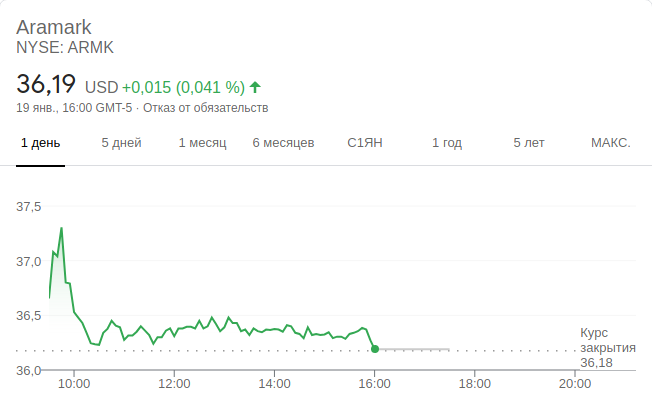 Aramark
NYSE: ARMK
36,19 USD +0,015 (0,041 %)
19 янв., 16:00 GMT-5 · Отказ от обязательств
1 день 5 дней 1 месяц 6 месяцев С1ЯН 1 год 5 лет МАКС.
37,5
37,0
36,5
36,0
Курс
закрытия
36,18
10:00 12:00 14:00 16:00 18:00 20:00